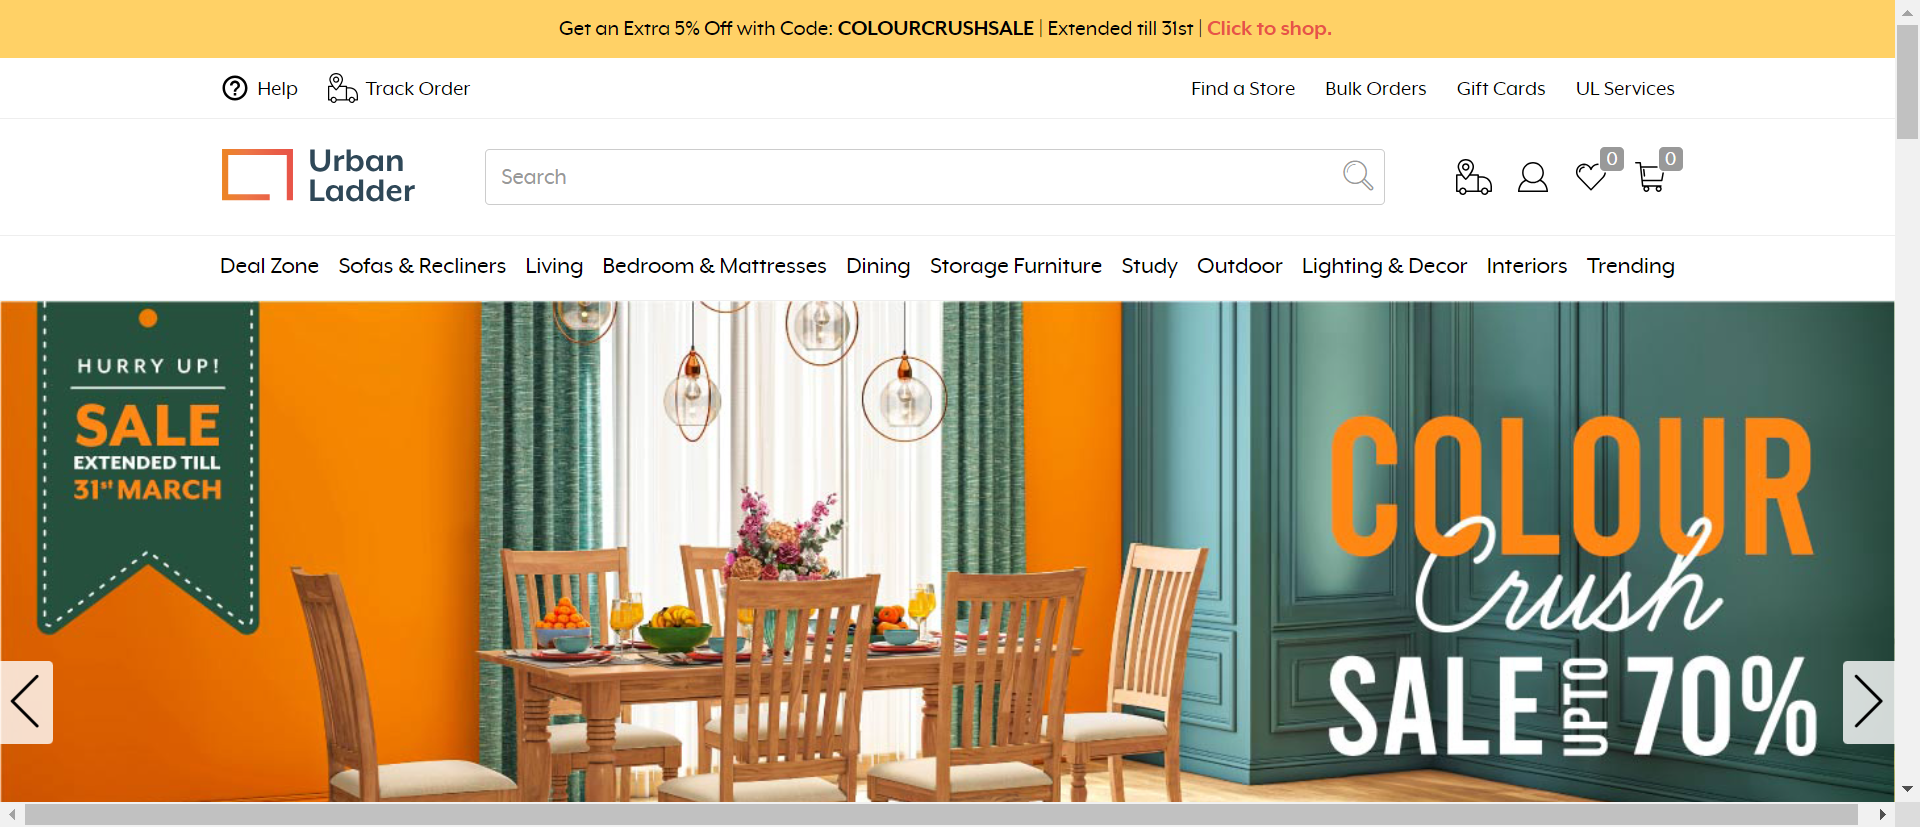 Get an Extra 5% Off with Code: COLOURCRUSHSALE | Extended till 31st | Click to shop.
Help Track Order Find a Store Bulk Orders Gift Cards UL Services
Urban
Ladder
Search
0
0
Deal Zone Sofas & Recliners Living Bedroom & Mattresses Dining Storage Furniture Study Outdoor Lighting & Decor Interiors Trending
HURRY UP!
SALE
EXTENDED TILL
31st MARCH
COLOUR
Crush
SALE UPTO 70%